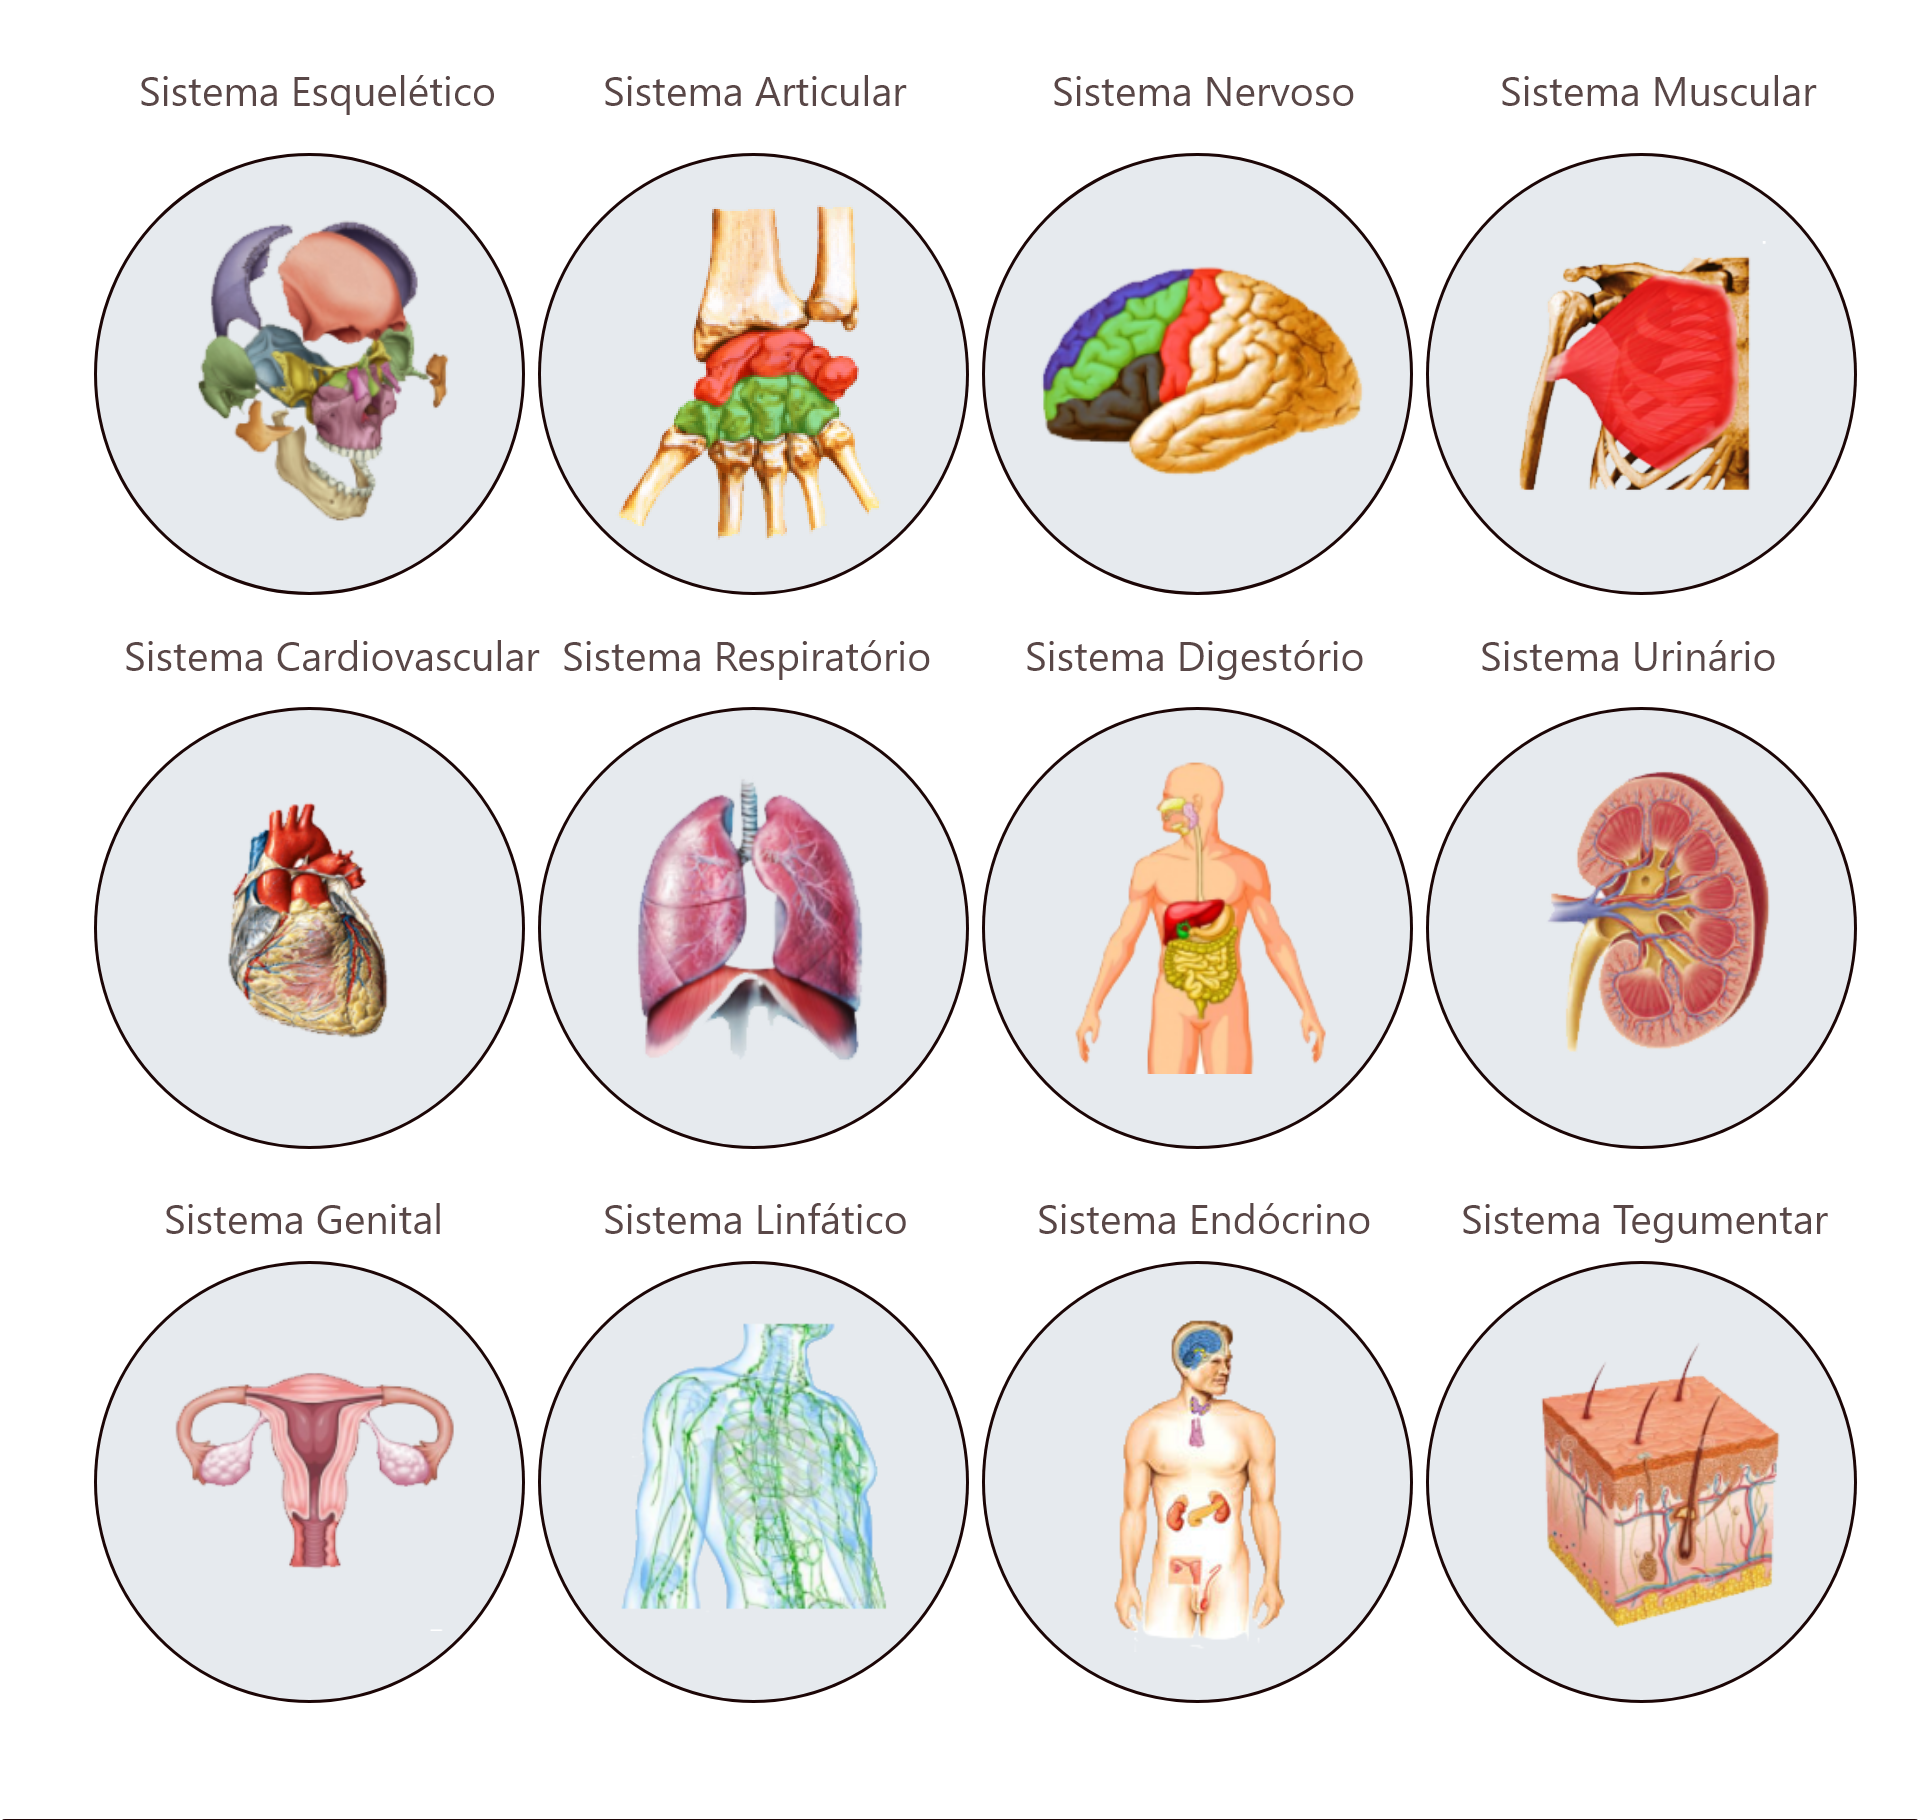 Sistema Esquelético
Sistema Articular
Sistema Nervoso
Sistema Muscular
Sistema Cardiovascular
Sistema Respiratório
Sistema Digestório
Sistema Urinário
Sistema Genital
Sistema Linfático
Sistema Endócrino
Sistema Tegumentar